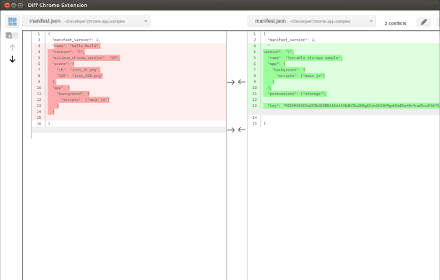 Diff Chrome Extension
manifest.json ~/Developer/chrome-app-samples
manifest.json ~/Developer/chrome-app-samples
2 conflicts
1 {
2 "manifest_version": 2,
3 "name": "Hello World",
4 "version": "1",
5 "minimum_chrome_version": "23",
6 "icons": {
7 "16": "icon_16.png",
8 "128": "icon_128.png"
9 },
10 "app": {
11 "background": {
12 "scripts": ["main.js"]
13 }
14 }
15
16 }
1 {
2 "manifest_version": 2,
3 "
version": "1",
5 "name": "Storable storage sample",
6 "app": {
7 "background": {
8 "scripts": ["main.js"]
9 }
10 },
11 "permissions": ["storage"],
12
13 "key":
14
15 }